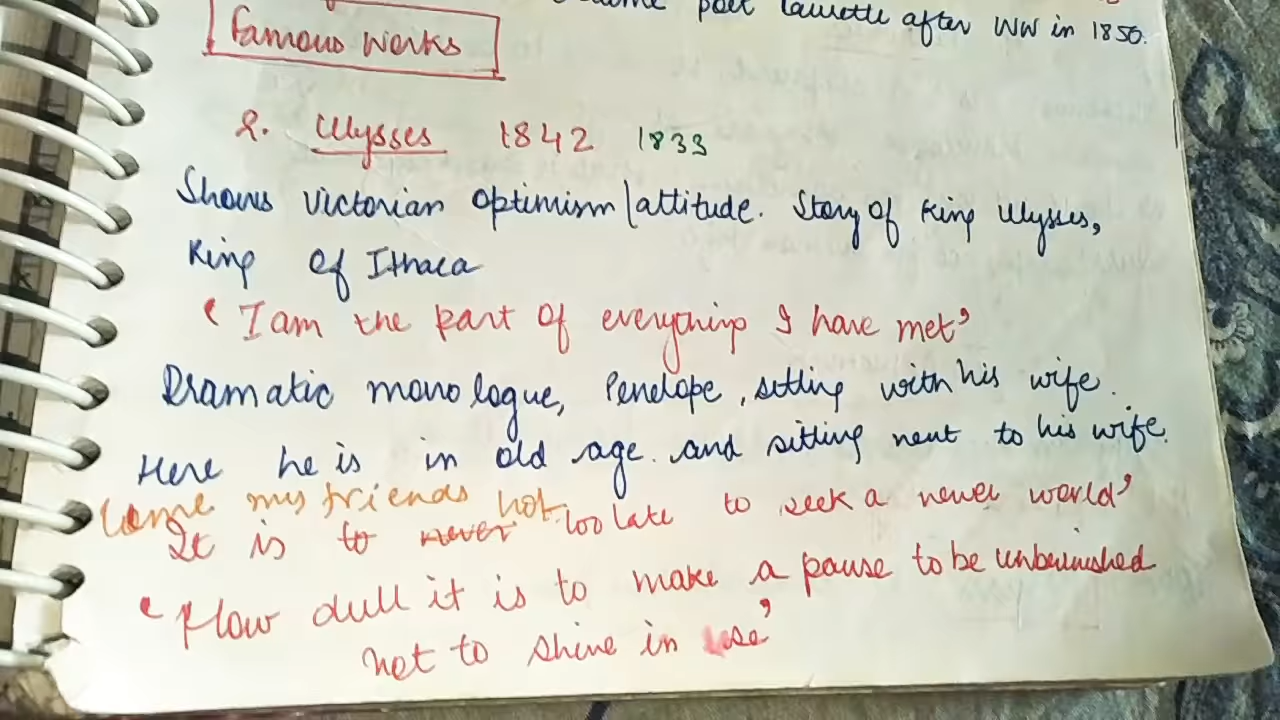 poet laurette after WW in 1850.
Famous Works
2. Ulysses 1842 1833
Shows Victorian Optimism/attitude. Story of King Ulysses,
King of Ithaca
'I am the part of everything I have met'
Dramatic monologue, Penelope, sitting with his wife.
Here he is in old age. and sitting next to his wife.
Come my friends not
It is to never too late to seek a newer world'
'How dull it is to make a pause to be unburnished
not to shine in use'